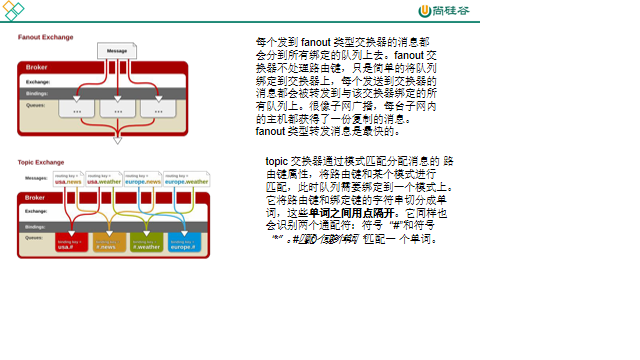 尚硅谷
Fanout Exchange
Message
Broker
Exchange:
Bindings:
Queues:
... ... ...
每个发到 fanout 类型交换器的消息都
会分到所有绑定的队列上去。fanout 交
换器不处理路由键，只是简单的将队列
绑定到交换器上，每个发送到交换器的
消息都会被转发到与该交换器绑定的所
有队列上。很像子网广播，每台子网内
的主机都获得了一份复制的消息。
fanout 类型转发消息是最快的。
Topic Exchange
Messages:
routing key = routing key = routing key = routing key =
usa.news usa.weather europe.news europe.weather
Broker
Exchange:
Bindings:
Queues:
binding key = binding key = binding key = binding key =
usa.# #.news #.weather europe.#
topic 交换器通过模式匹配分配消息的 路
由键属性，将路由键和某个模式进行
匹配，此时队列需要绑定到一个模式上。
它将路由键和绑定键的字符串切分成单
词，这些单词之间用点隔开。它同样也
会识别两个通配符：符号 “#”和符号
“*” 。# 匹配一 个单词。